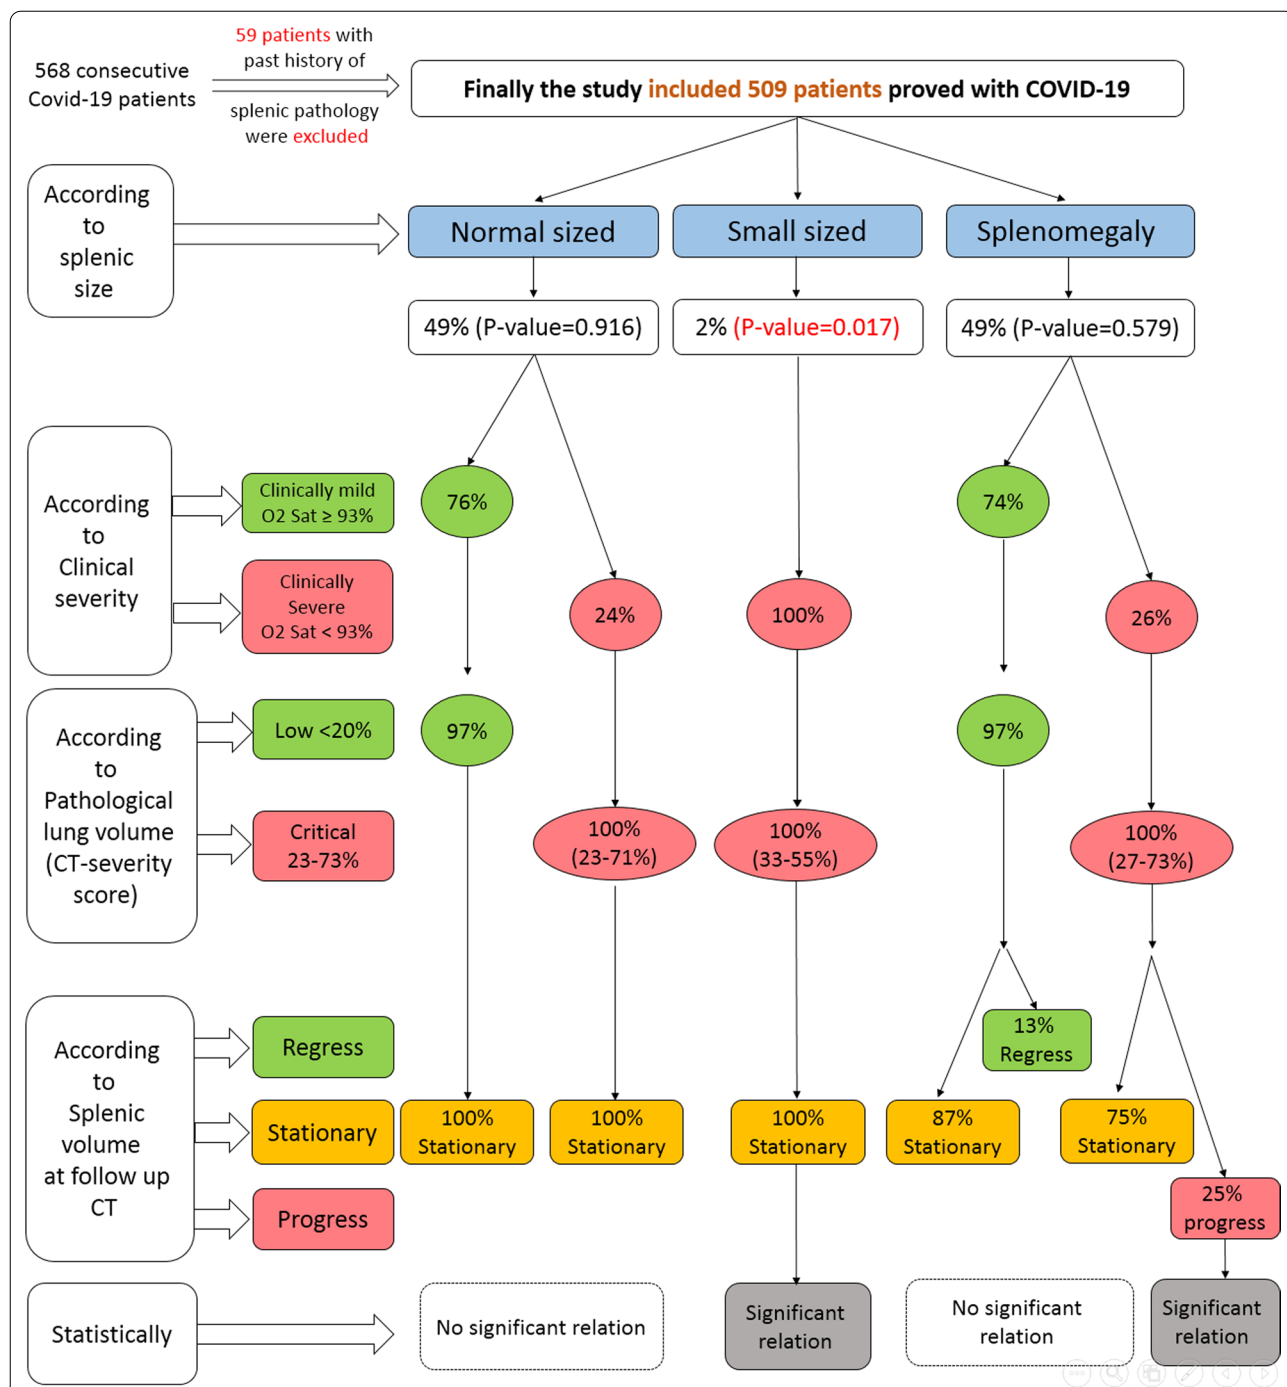 568 consecutive
Covid-19 patients
59 patients with
past history of
splenic pathology
were excluded
Finally the study included 509 patients proved with COVID-19
According
to
splenic
size
Normal sized
Small sized
Splenomegaly
49% (P-value=0.916)
2% (P-value=0.017)
49% (P-value=0.579)
According
to
Clinical
severity
Clinically mild
O2 Sat ≥ 93%
76%
74%
Clinically
Severe
O2 Sat < 93%
24%
100%
26%
According
to
Pathological
lung volume
(CT-severity
score)
Low <20%
97%
97%
Critical
23-73%
100%
(23-71%)
100%
(33-55%)
100%
(27-73%)
According
to
Splenic
volume
at follow up
CT
Regress
13%
Regress
Stationary
100%
Stationary
100%
Stationary
100%
Stationary
87%
Stationary
75%
Stationary
Progress
25%
progress
Statistically
No significant relation
Significant
relation
No significant
relation
Significant
relation